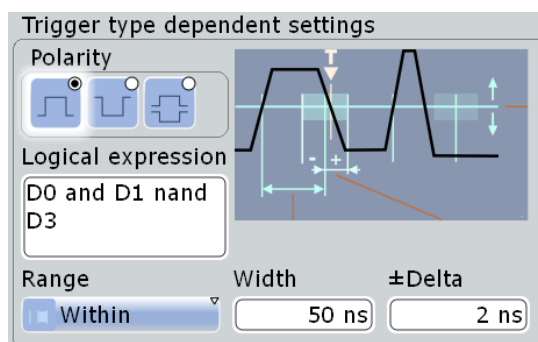 Trigger type dependent settings
Polarity
T
Logical expression
- +
D0 and D1 nand
D3
Range Width ±Delta
Within 50 ns 2 ns